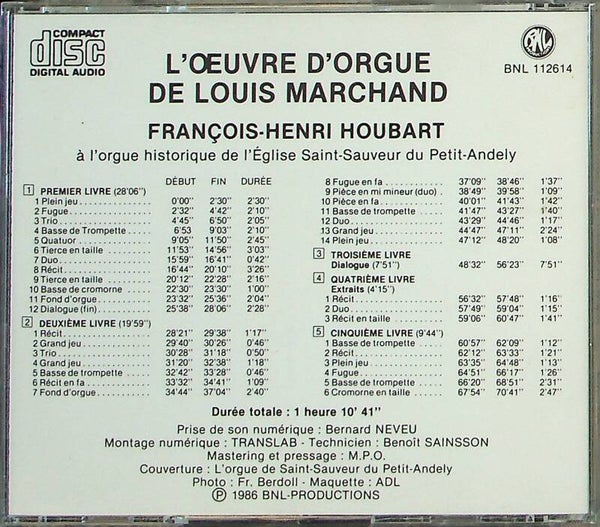 COMPACT
disc
DIGITAL AUDIO
BNL
BNL 112614
L'ŒUVRE D'ORGUE
DE LOUIS MARCHAND
FRANÇOIS-HENRI HOUBART
à l'orgue historique de l'Église Saint-Sauveur du Petit-Andely
DÉBUT FIN DURÉE
1 PREMIER LIVRE (28'06'')
1 Plein jeu 0'00'' 2'30'' 2'30''
2 Fugue 2'32'' 4'42'' 2'10''
3 Trio 4'45'' 6'50'' 2'05''
4 Basse de Trompette 6'53 9'03'' 2'10''
5 Quatuor 9'05'' 11'50'' 2'45''
6 Tierce en taille 11'53'' 14'56'' 3'03''
7 Duo 15'59'' 16'41'' 0'42''
8 Récit 16'44'' 20'10'' 3'26''
9 Tierce en taille 20'12'' 22'28'' 2'16''
10 Basse de cromorne 22'30'' 23'30'' 1'00''
11 Fond d'orgue 23'32'' 25'36'' 2'04''
12 Dialogue (fin) 25'38'' 28'06'' 2'28''
2 DEUXIÈME LIVRE (19'59'')
1 Récit 28'21'' 29'38'' 1'17''
2 Grand jeu 29'40'' 30'26'' 0'46''
3 Trio 30'28'' 31'18'' 0'50''
4 Grand jeu 31'20'' 32'38'' 1'18''
5 Basse de trompette 32'42'' 33'28'' 0'46''
6 Récit en fa 33'32'' 34'41'' 1'09''
7 Fond d'orgue 34'44'' 37'04'' 2'40''
8 Fugue en fa 37'09'' 38'46'' 1'37''
9 Pièce en mi mineur (duo) 38'49'' 39'58'' 1'09''
10 Pièce en fa 40'01'' 41'43'' 1'42''
11 Basse de trompette 41'47'' 43'27'' 1'40''
12 Duo 43'29'' 44'46'' 1'17''
13 Grand jeu 44'47'' 47'11'' 2'24''
14 Plein jeu 47'12'' 48'20'' 1'08''
3 TROISIÈME LIVRE
Dialogue (7'51'') 48'32'' 56'23'' 7'51''
4 QUATRIÈME LIVRE
Extraits (4'15'')
1 Récit 56'32'' 57'48'' 1'16''
2 Duo 57'49'' 59'04'' 1'15''
3 Récit en taille 59'06'' 60'47'' 1'41''
5 CINQUIÈME LIVRE (9'44'')
1 Basse de trompette 60'57'' 62'09'' 1'12''
2 Récit 62'12'' 63'33'' 1'21''
3 Plein jeu 63'35'' 64'48'' 1'13''
4 Fugue 64'51'' 66'17'' 1'26''
5 Basse de trompette 66'20'' 68'51'' 2'31''
6 Cromorne en taille 67'54'' 70'41'' 2'47''
Durée totale : 1 heure 10' 41''
Prise de son numérique : Bernard NEVEU
Montage numérique : TRANSLAB - Technicien : Benoît SAINSSON
Mastering et pressage : M.P.O.
Couverture : L'orgue de Saint-Sauveur du Petit-Andely
Photo : Fr. Berdoll - Maquette : ADL
℗ 1986 BNL-PRODUCTIONS